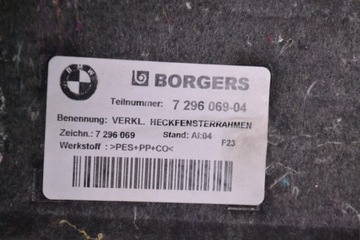 BMW
BORGERS
Teilnummer: 7 296 069-04
Benennung: VERKL. HECKFENSTERRAHMEN
Zeichn.: 7 296 069 Stand: AI:04 F23
Werkstoff : >PES+PP+CO<